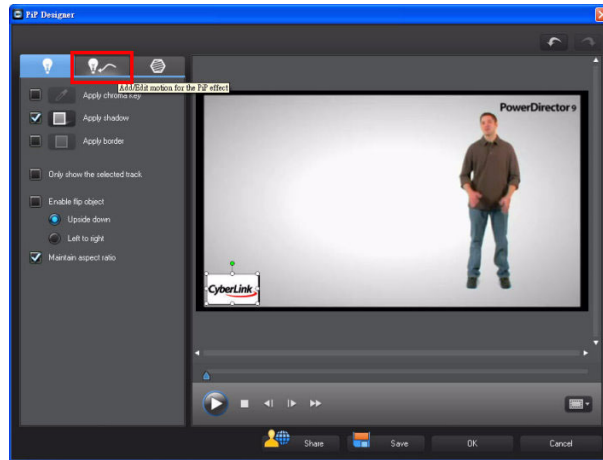 PiP Designer
Add/Edit motion for the PiP effect
Apply chroma key
Apply shadow
Apply border
Only show the selected track
Enable flip object
Upside down
Left to right
Maintain aspect ratio
PowerDirector 9
CyberLink
Share
Save
OK
Cancel